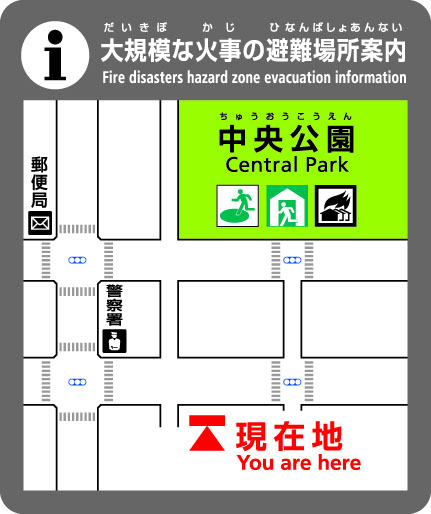 だいきぼ かじ ひなんばしょあんない
i 大規模な火事の避難場所案内
Fire disasters hazard zone evacuation information
ちゅうおうこうえん
中央公園
Central Park
郵便局
警察署
現在地
You are here